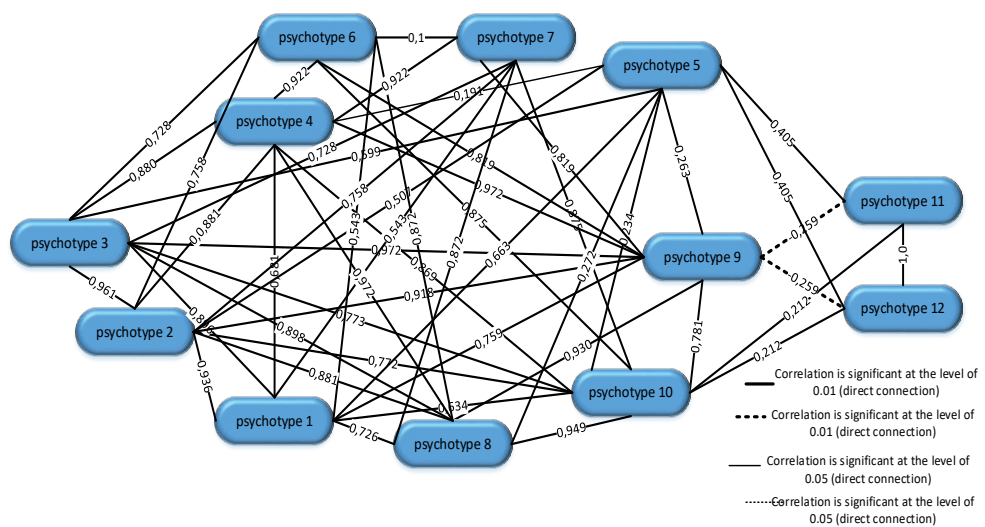 psychotype 6
0,1
psychotype 7
psychotype 5
0,922
0,922
0,191
psychotype 4
0,728
0,880
0,758
0,728
0,599
0,819
0,972
0,819
0,263
0,405
0,405
psychotype 11
0,758
0,507
0,543
0,543
0,875
0,234
0,0,881
psychotype 3
0,972
0,663
0,872
0,272
psychotype 9
0,259
0,259
1,0
0,681
0,869
0,972
0,961
0,918
psychotype 12
psychotype 2
0,773
0,898
0,759
0,781
0,212
0,212
0,936
0,772
0,881
0,930
psychotype 10
psychotype 1
0,634
0,726
psychotype 8
0,949
Correlation is significant at the level of
0.01 (direct connection)
Correlation is significant at the level of
0.01 (direct connection)
Correlation is significant at the level of
0.05 (direct connection)
Correlation is significant at the level of
0.05 (direct connection)